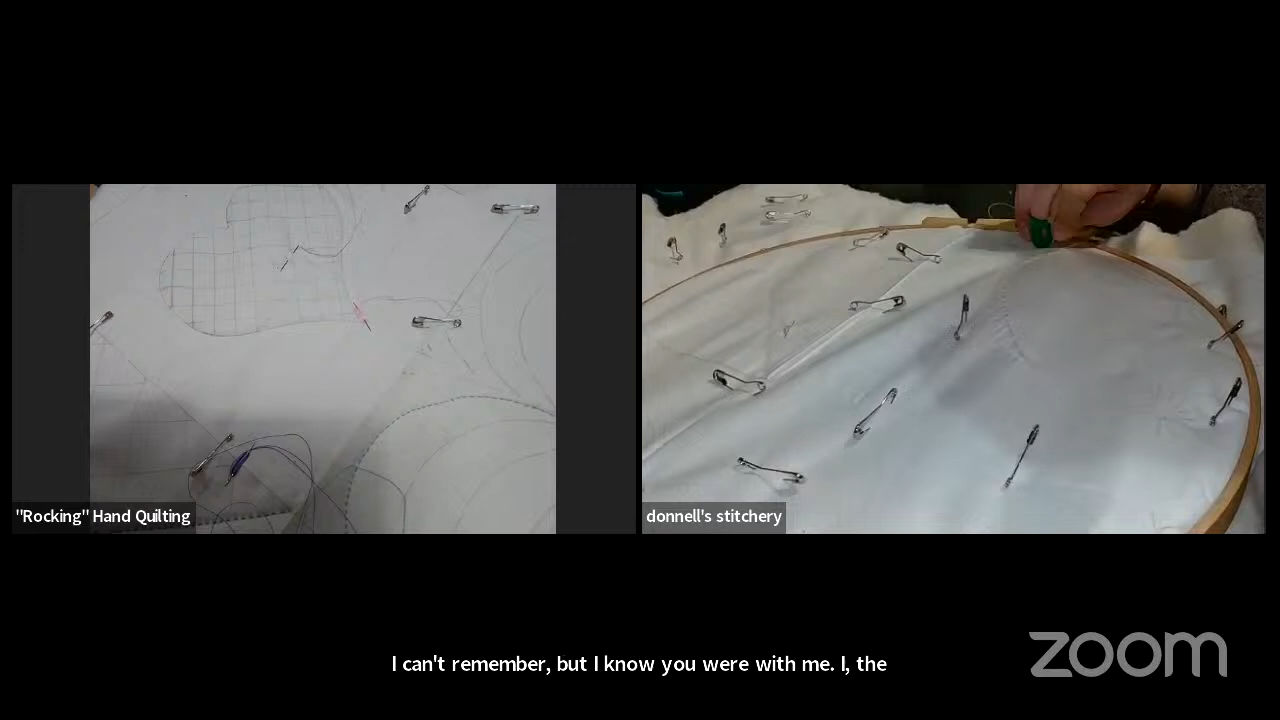 "Rocking" Hand Quilting
donnell's stitchery
I can't remember, but I know you were with me. I, the
zoom